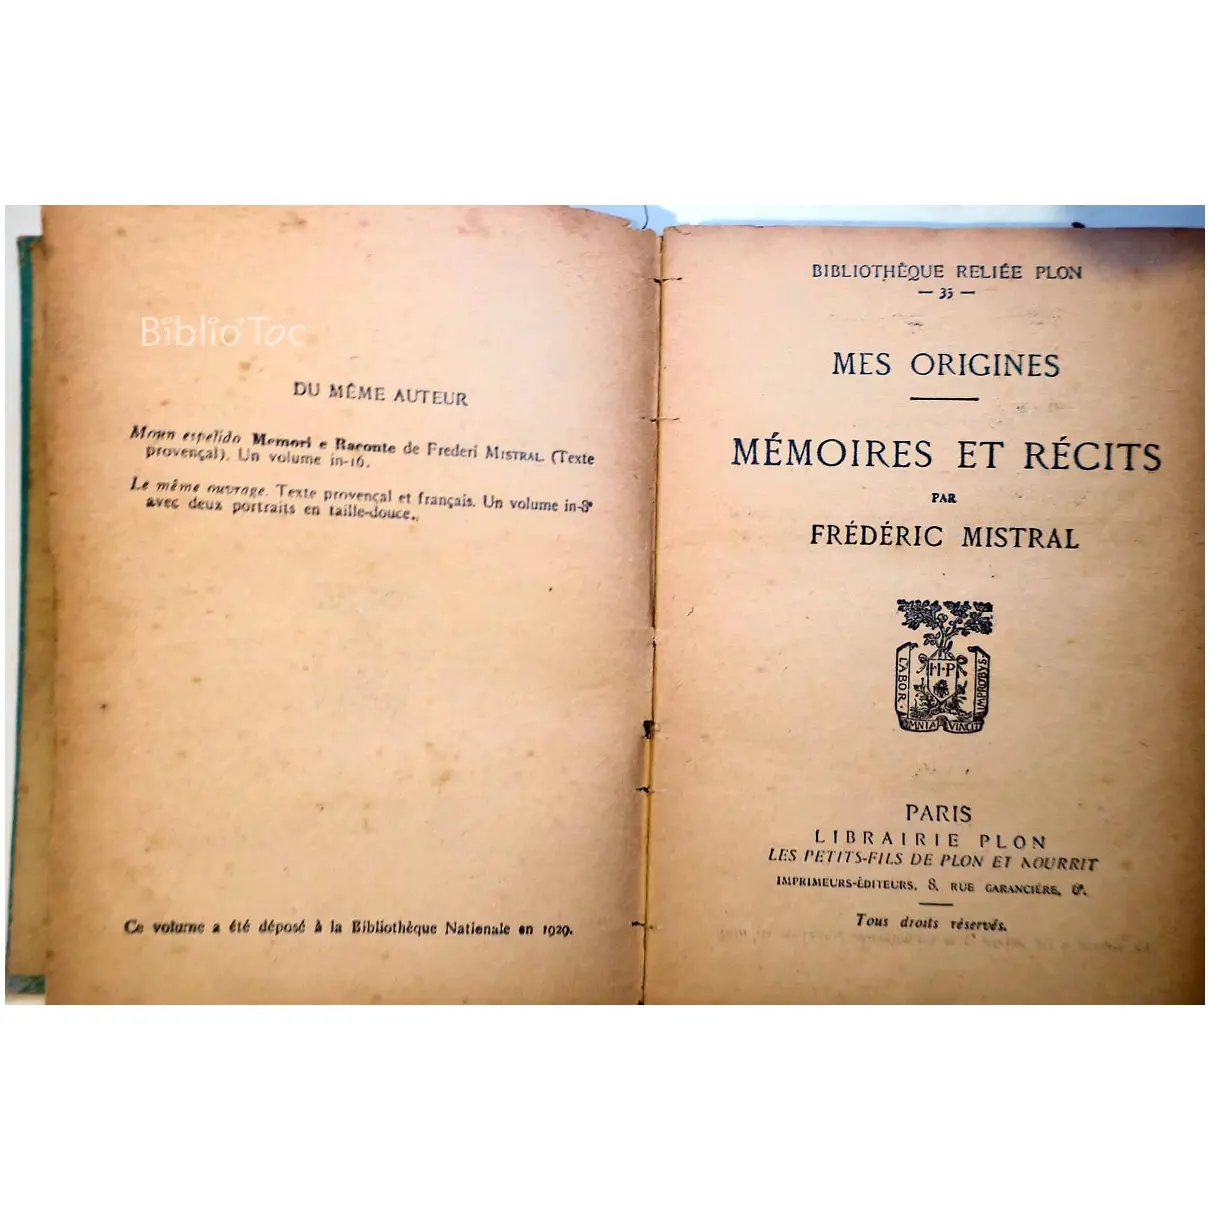 Biblio'Toc
DU MÊME AUTEUR
Moun espelido Memori e Raconte de Frederi MISTRAL. (Texte
provençal). Un volume in-16.
Le même ouvrage. Texte provençal et français. Un volume in-8°
avec deux portraits en taille-douce.
Ce volume a été déposé à la Bibliothèque Nationale en 1929.
BIBLIOTHÈQUE RELIÉE PLON
— 35 —
MES ORIGINES
MÉMOIRES ET RÉCITS
PAR
FRÉDÉRIC MISTRAL
H·P
LABOR
IMPROBVS
OMNIA VINCIT
PARIS
LIBRAIRIE PLON
LES PETITS-FILS DE PLON ET NOURRIT
IMPRIMEURS-ÉDITEURS, 8, RUE GARANCIÈRE, 6e.
Tous droits réservés.